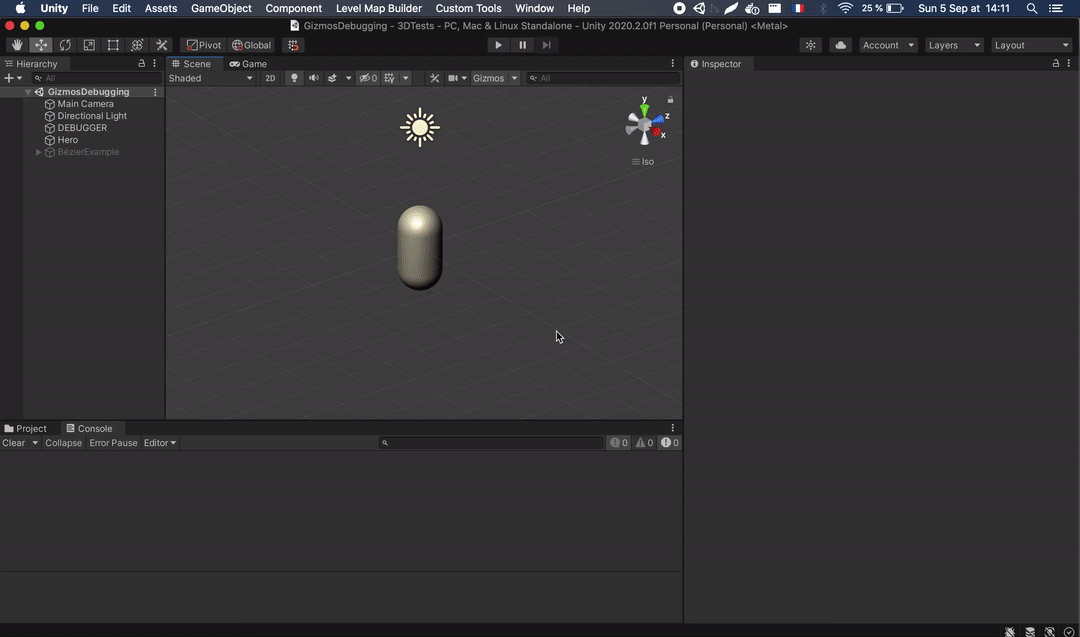 Unity File Edit Assets GameObject Component Level Map Builder Custom Tools Window Help 25 % Sun 5 Sep at 14:11
GizmosDebugging - 3DTests - PC, Mac & Linux Standalone - Unity 2020.2.0f1 Personal (Personal) <Metal>
Pivot Global Account Layers Layout
Hierarchy Scene Game Inspector
All Shaded 2D 0 Gizmos All
GizmosDebugging
Main Camera
Directional Light
DEBUGGER
Hero
BézierExample
y
z
x
Iso
Project Console
Clear Collapse Error Pause Editor 0 0 0